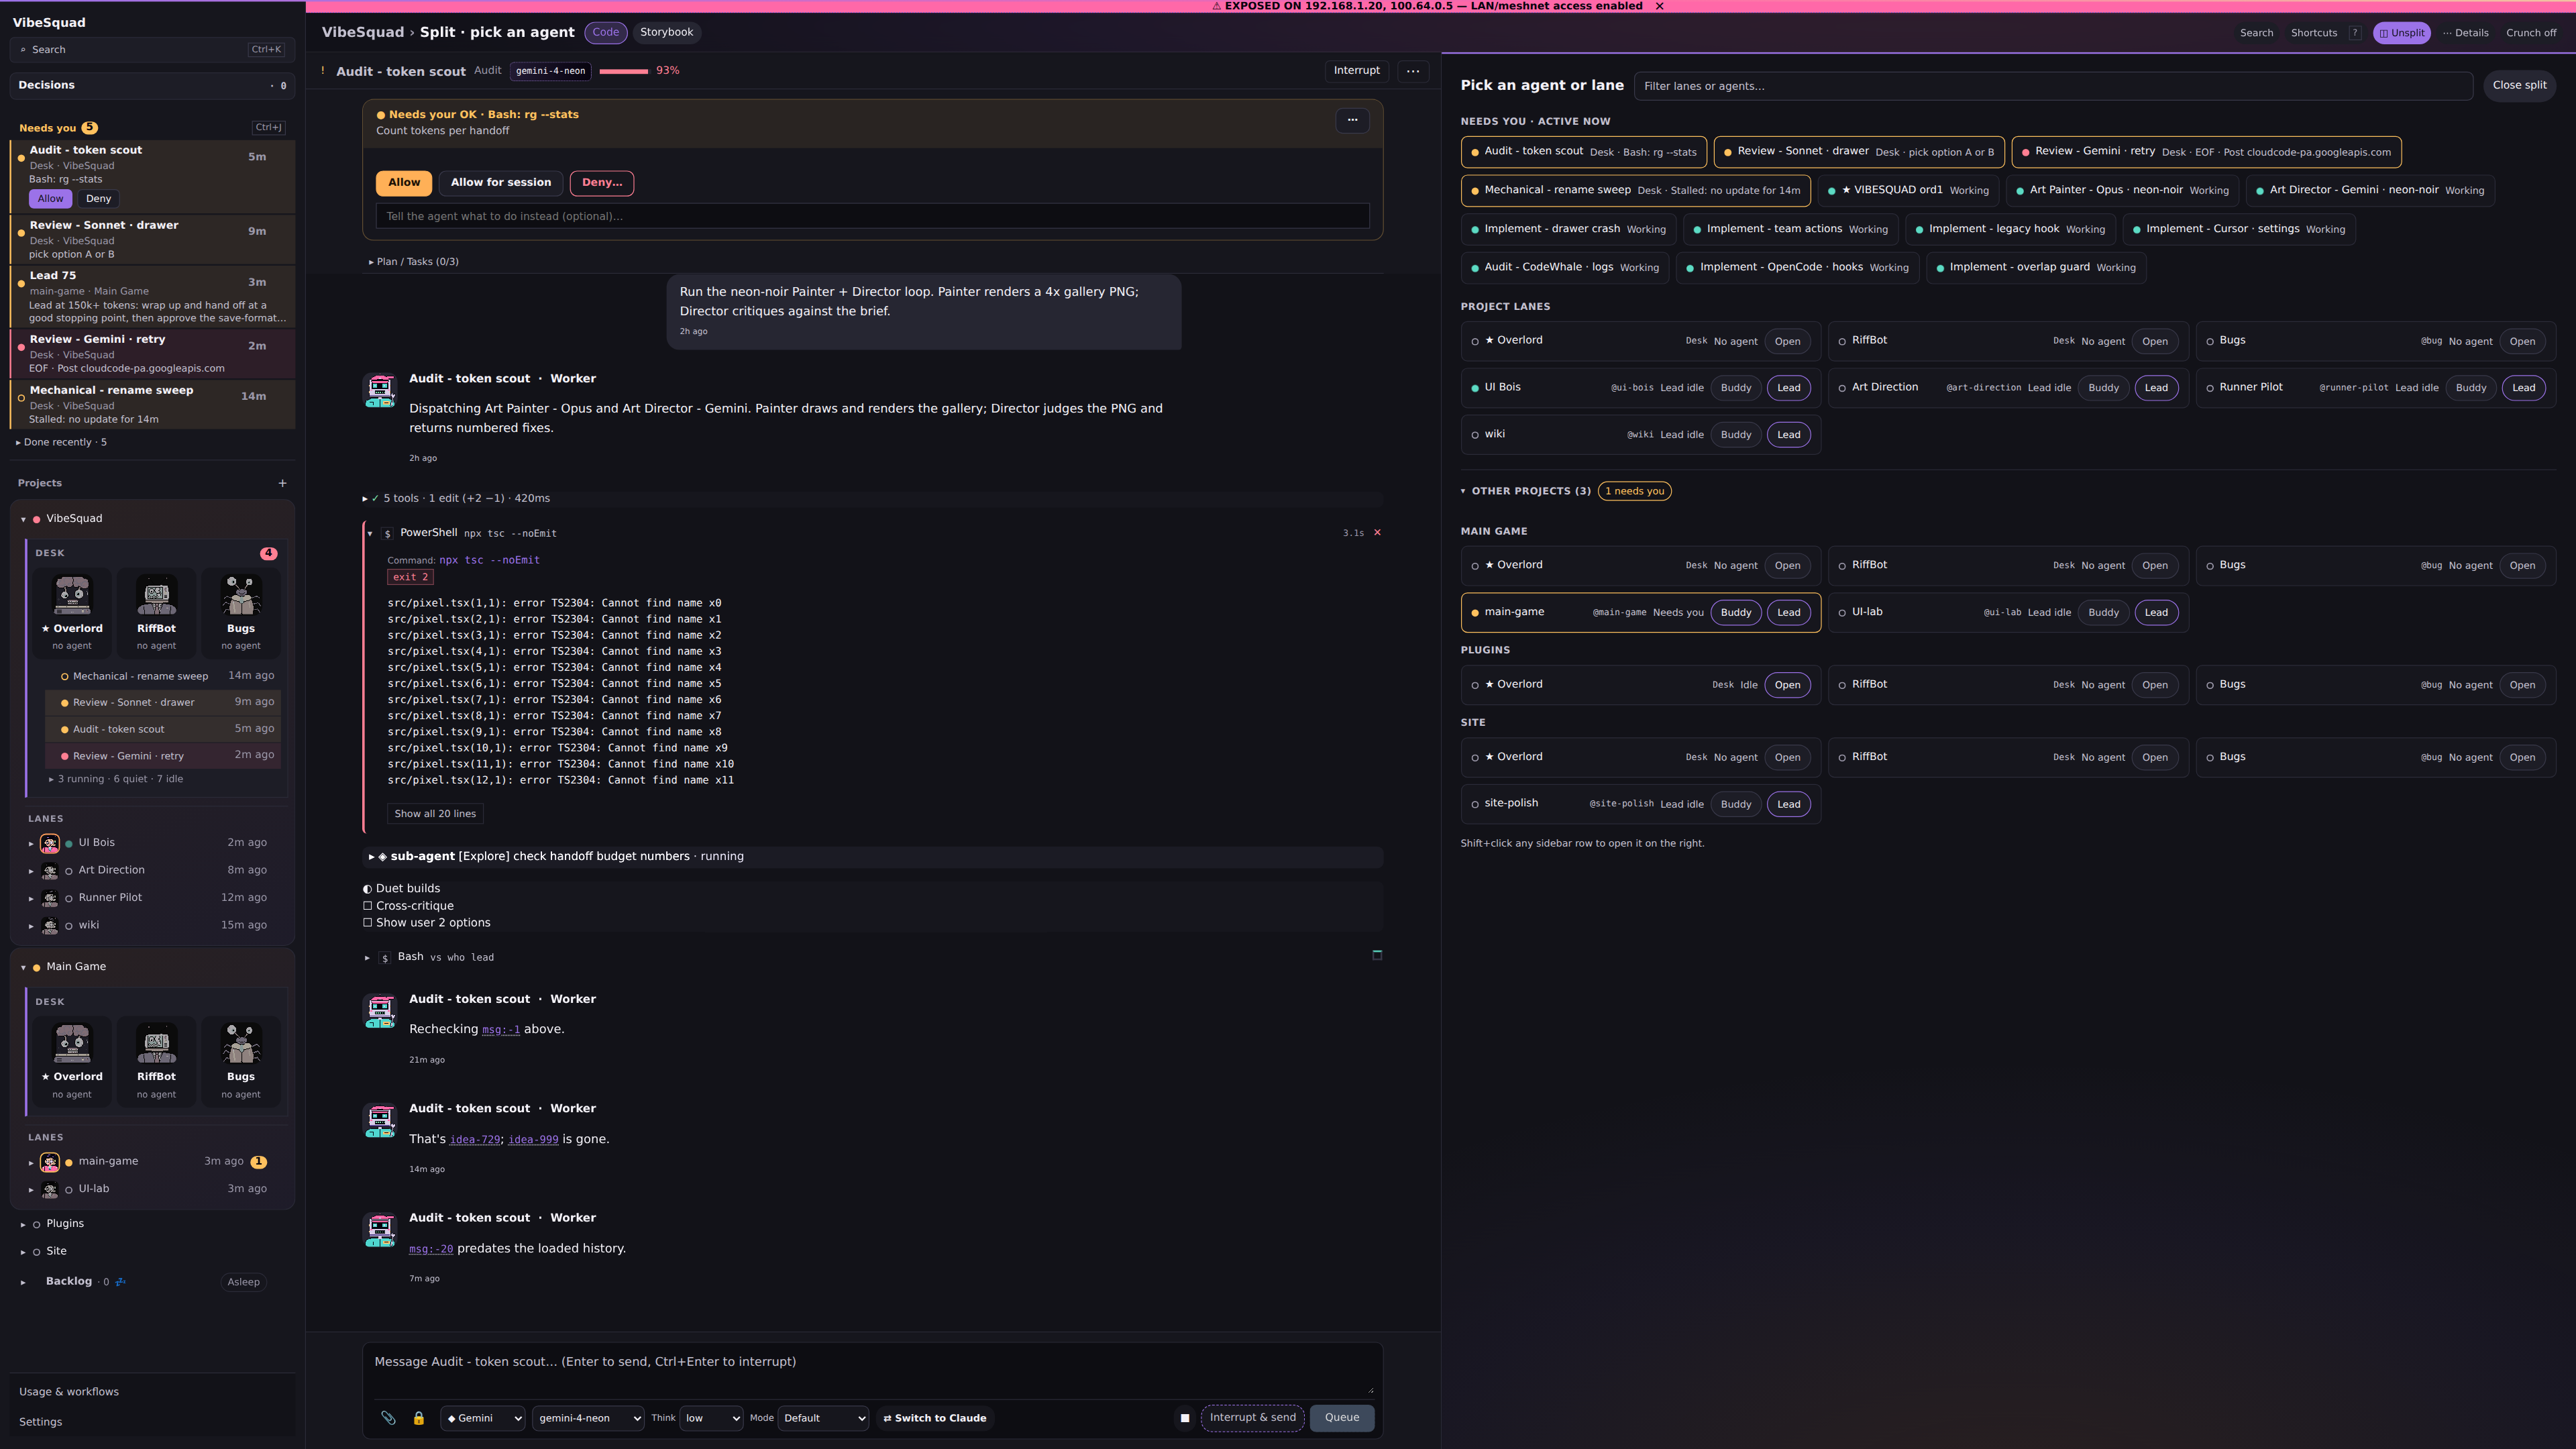 ⚠ EXPOSED ON 192.168.1.20, 100.64.0.5 — LAN/meshnet access enabled ✕
VibeSquad
Search Ctrl+K
Decisions · 0
Needs you 5 Ctrl+J
Audit - token scout 5m
Desk · VibeSquad
Bash: rg --stats
Allow Deny
Review - Sonnet · drawer 9m
Desk · VibeSquad
pick option A or B
Lead 75 3m
main-game · Main Game
Lead at 150k+ tokens: wrap up and hand off at a
good stopping point, then approve the save-format…
Review - Gemini · retry 2m
Desk · VibeSquad
EOF · Post cloudcode-pa.googleapis.com
Mechanical - rename sweep 14m
Desk · VibeSquad
Stalled: no update for 14m
▸ Done recently · 5
Projects +
▾ VibeSquad
DESK 4
★ Overlord RiffBot Bugs
no agent no agent no agent
Mechanical - rename sweep 14m ago
Review - Sonnet · drawer 9m ago
Audit - token scout 5m ago
Review - Gemini · retry 2m ago
▸ 3 running · 6 quiet · 7 idle
LANES
▸ UI Bois 2m ago
▸ Art Direction 8m ago
▸ Runner Pilot 12m ago
▸ wiki 15m ago
▾ Main Game
DESK
★ Overlord RiffBot Bugs
no agent no agent no agent
LANES
▸ main-game 3m ago 1
▸ UI-lab 3m ago
▸ Plugins
▸ Site
▸ Backlog · 0 💤 Asleep
Usage & workflows
Settings
VibeSquad › Split · pick an agent Code Storybook
Search Shortcuts ? ◫ Unsplit ⋯ Details Crunch off
! Audit - token scout Audit gemini-4-neon 93% Interrupt ⋯
Needs your OK · Bash: rg --stats ⋯
Count tokens per handoff
Allow Allow for session Deny…
Tell the agent what to do instead (optional)…
▸ Plan / Tasks (0/3)
Run the neon-noir Painter + Director loop. Painter renders a 4x gallery PNG;
Director critiques against the brief.
2h ago
Audit - token scout · Worker
Dispatching Art Painter - Opus and Art Director - Gemini. Painter draws and renders the gallery; Director judges the PNG and
returns numbered fixes.
2h ago
▸ ✓ 5 tools · 1 edit (+2 −1) · 420ms
▾ $ PowerShell npx tsc --noEmit 3.1s ✕
Command: npx tsc --noEmit
exit 2
src/pixel.tsx(1,1): error TS2304: Cannot find name x0
src/pixel.tsx(2,1): error TS2304: Cannot find name x1
src/pixel.tsx(3,1): error TS2304: Cannot find name x2
src/pixel.tsx(4,1): error TS2304: Cannot find name x3
src/pixel.tsx(5,1): error TS2304: Cannot find name x4
src/pixel.tsx(6,1): error TS2304: Cannot find name x5
src/pixel.tsx(7,1): error TS2304: Cannot find name x6
src/pixel.tsx(8,1): error TS2304: Cannot find name x7
src/pixel.tsx(9,1): error TS2304: Cannot find name x8
src/pixel.tsx(10,1): error TS2304: Cannot find name x9
src/pixel.tsx(11,1): error TS2304: Cannot find name x10
src/pixel.tsx(12,1): error TS2304: Cannot find name x11
Show all 20 lines
▸ ◈ sub-agent [Explore] check handoff budget numbers · running
◐ Duet builds
☐ Cross-critique
☐ Show user 2 options
▸ $ Bash vs who lead
Audit - token scout · Worker
Rechecking msg:-1 above.
21m ago
Audit - token scout · Worker
That's idea-729; idea-999 is gone.
14m ago
Audit - token scout · Worker
msg:-20 predates the loaded history.
7m ago
Message Audit - token scout… (Enter to send, Ctrl+Enter to interrupt)
📎 🔒 ◆ Gemini gemini-4-neon Think low Mode Default ⇄ Switch to Claude ■ Interrupt & send Queue
Pick an agent or lane Filter lanes or agents… Close split
NEEDS YOU · ACTIVE NOW
Audit - token scout Desk · Bash: rg --stats Review - Sonnet · drawer Desk · pick option A or B Review - Gemini · retry Desk · EOF · Post cloudcode-pa.googleapis.com
Mechanical - rename sweep Desk · Stalled: no update for 14m ★ VIBESQUAD ord1 Working Art Painter - Opus · neon-noir Working Art Director - Gemini · neon-noir Working
Implement - drawer crash Working Implement - team actions Working Implement - legacy hook Working Implement - Cursor · settings Working
Audit - CodeWhale · logs Working Implement - OpenCode · hooks Working Implement - overlap guard Working
PROJECT LANES
★ Overlord Desk No agent Open RiffBot Desk No agent Open Bugs @bug No agent Open
UI Bois @ui-bois Lead idle Buddy Lead Art Direction @art-direction Lead idle Buddy Lead Runner Pilot @runner-pilot Lead idle Buddy Lead
wiki @wiki Lead idle Buddy Lead
▾ OTHER PROJECTS (3) 1 needs you
MAIN GAME
★ Overlord Desk No agent Open RiffBot Desk No agent Open Bugs @bug No agent Open
main-game @main-game Needs you Buddy Lead UI-lab @ui-lab Lead idle Buddy Lead
PLUGINS
★ Overlord Desk Idle Open RiffBot Desk No agent Open Bugs @bug No agent Open
SITE
★ Overlord Desk No agent Open RiffBot Desk No agent Open Bugs @bug No agent Open
site-polish @site-polish Lead idle Buddy Lead
Shift+click any sidebar row to open it on the right.